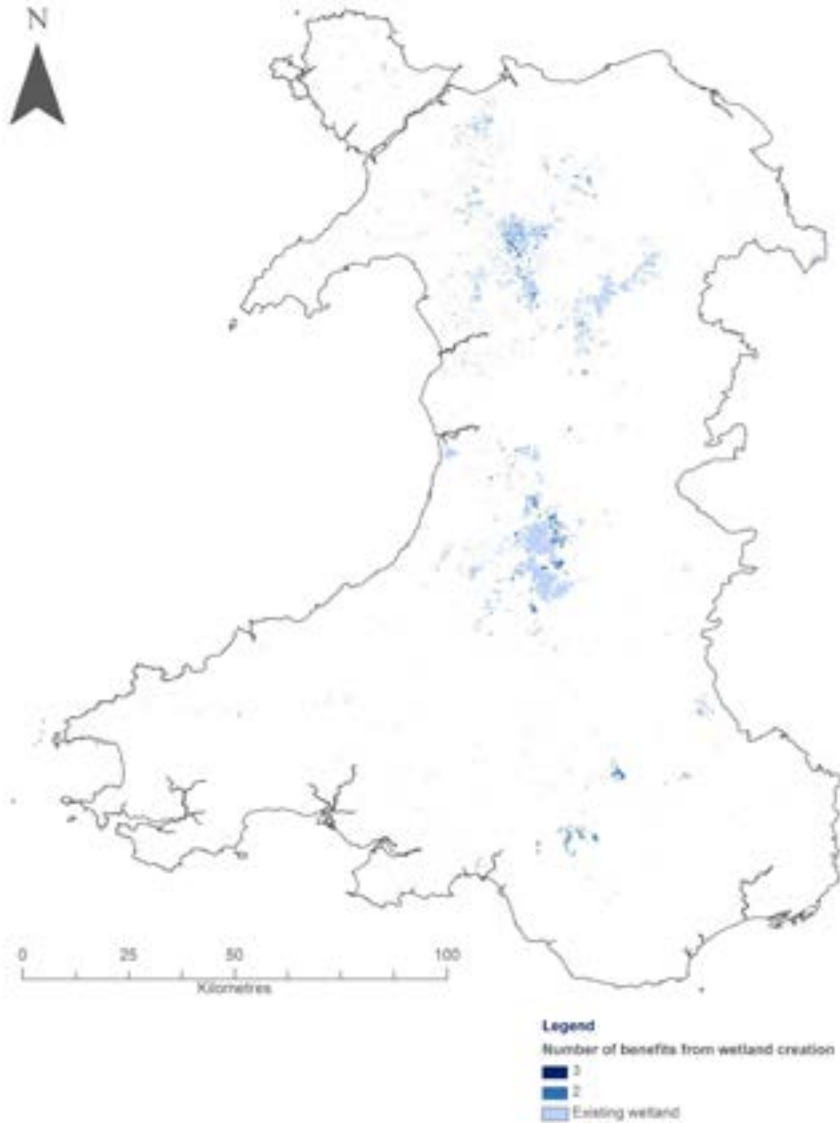 N
0 25 50 100
Kilometres
Legend
Number of benefits from wetland creation
3
2
Existing wetland